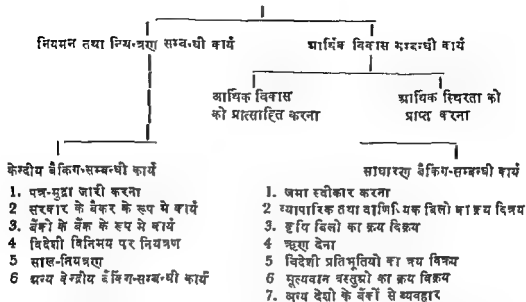 नियमन तथा नियन्त्रण सम्बन्धी कार्य
आर्थिक विकास सम्बन्धी कार्य
आर्थिक विकास
को प्रोत्साहित करना
आर्थिक स्थिरता को
प्राप्त करना
केन्द्रीय बैंकिंग-सम्बन्धी कार्य
1. पत्र-मुद्रा जारी करना
2 सरकार के बैंकर के रूप मे कार्य
3. बैंकों के बैंक के रूप मे कार्य
4 विदेशी विनिमय पर नियत्रण
5 साख-नियत्रण
6 अन्य केन्द्रीय बैंकिंग-सम्बन्धी कार्य
साधारण बैंकिंग-सम्बन्धी कार्य
1. जमा स्वीकार करना
2 व्यापारिक तथा वाणिज्यिक बिलो का क्रय विक्रय
3. कृषि बिलो का क्रय विक्रय
4 ऋण देना
5 विदेशी प्रतिभूतियो का क्रय विक्रय
6 मूल्यवान वस्तुओ का क्रय विक्रय
7. अन्य देशो के बैंकों से व्यवहार